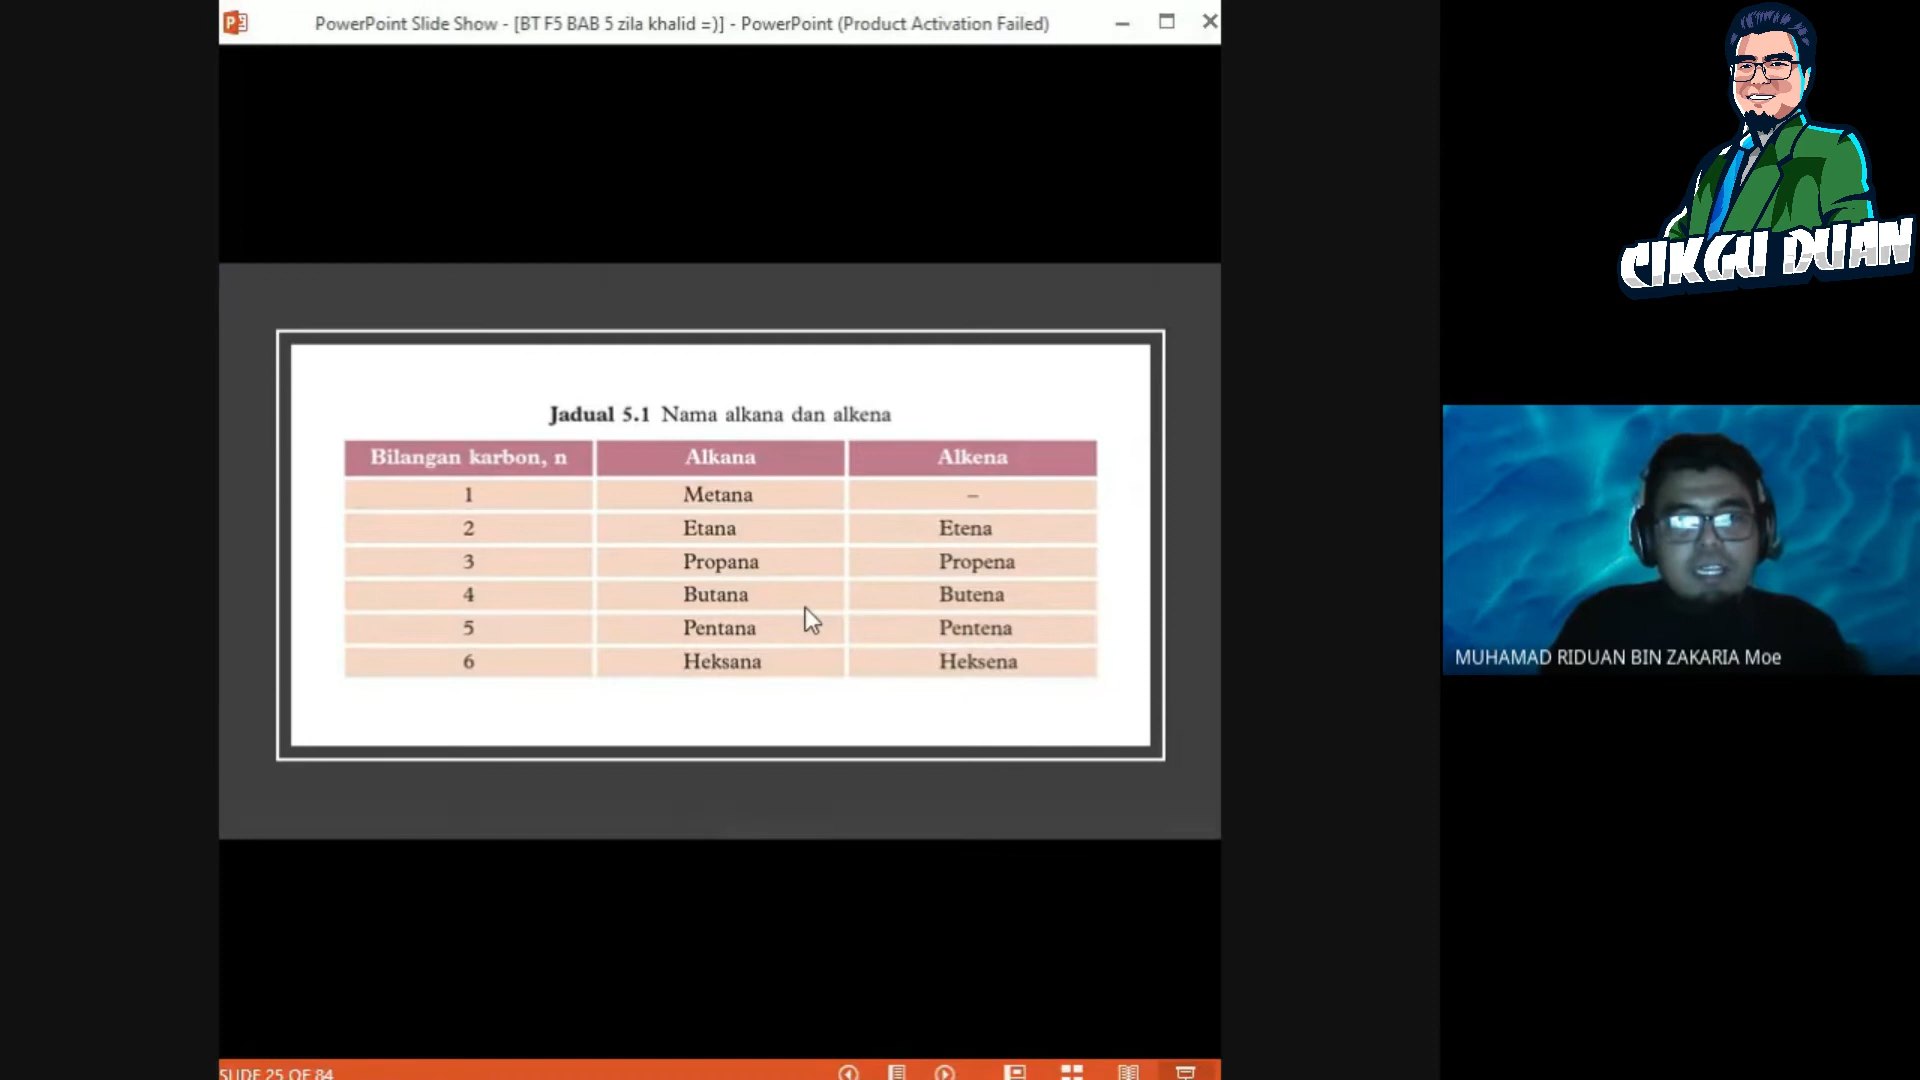 PowerPoint Slide Show - [BT F5 BAB 5 zila khalid =)] - PowerPoint (Product Activation Failed)
CIKGU DUAN
Jadual 5.1 Nama alkana dan alkena
Bilangan karbon, n Alkana Alkena
1 Metana –
2 Etana Etena
3 Propana Propena
4 Butana Butena
5 Pentana Pentena
6 Heksana Heksena
MUHAMAD RIDUAN BIN ZAKARIA Moe
SLIDE 25 OF 84